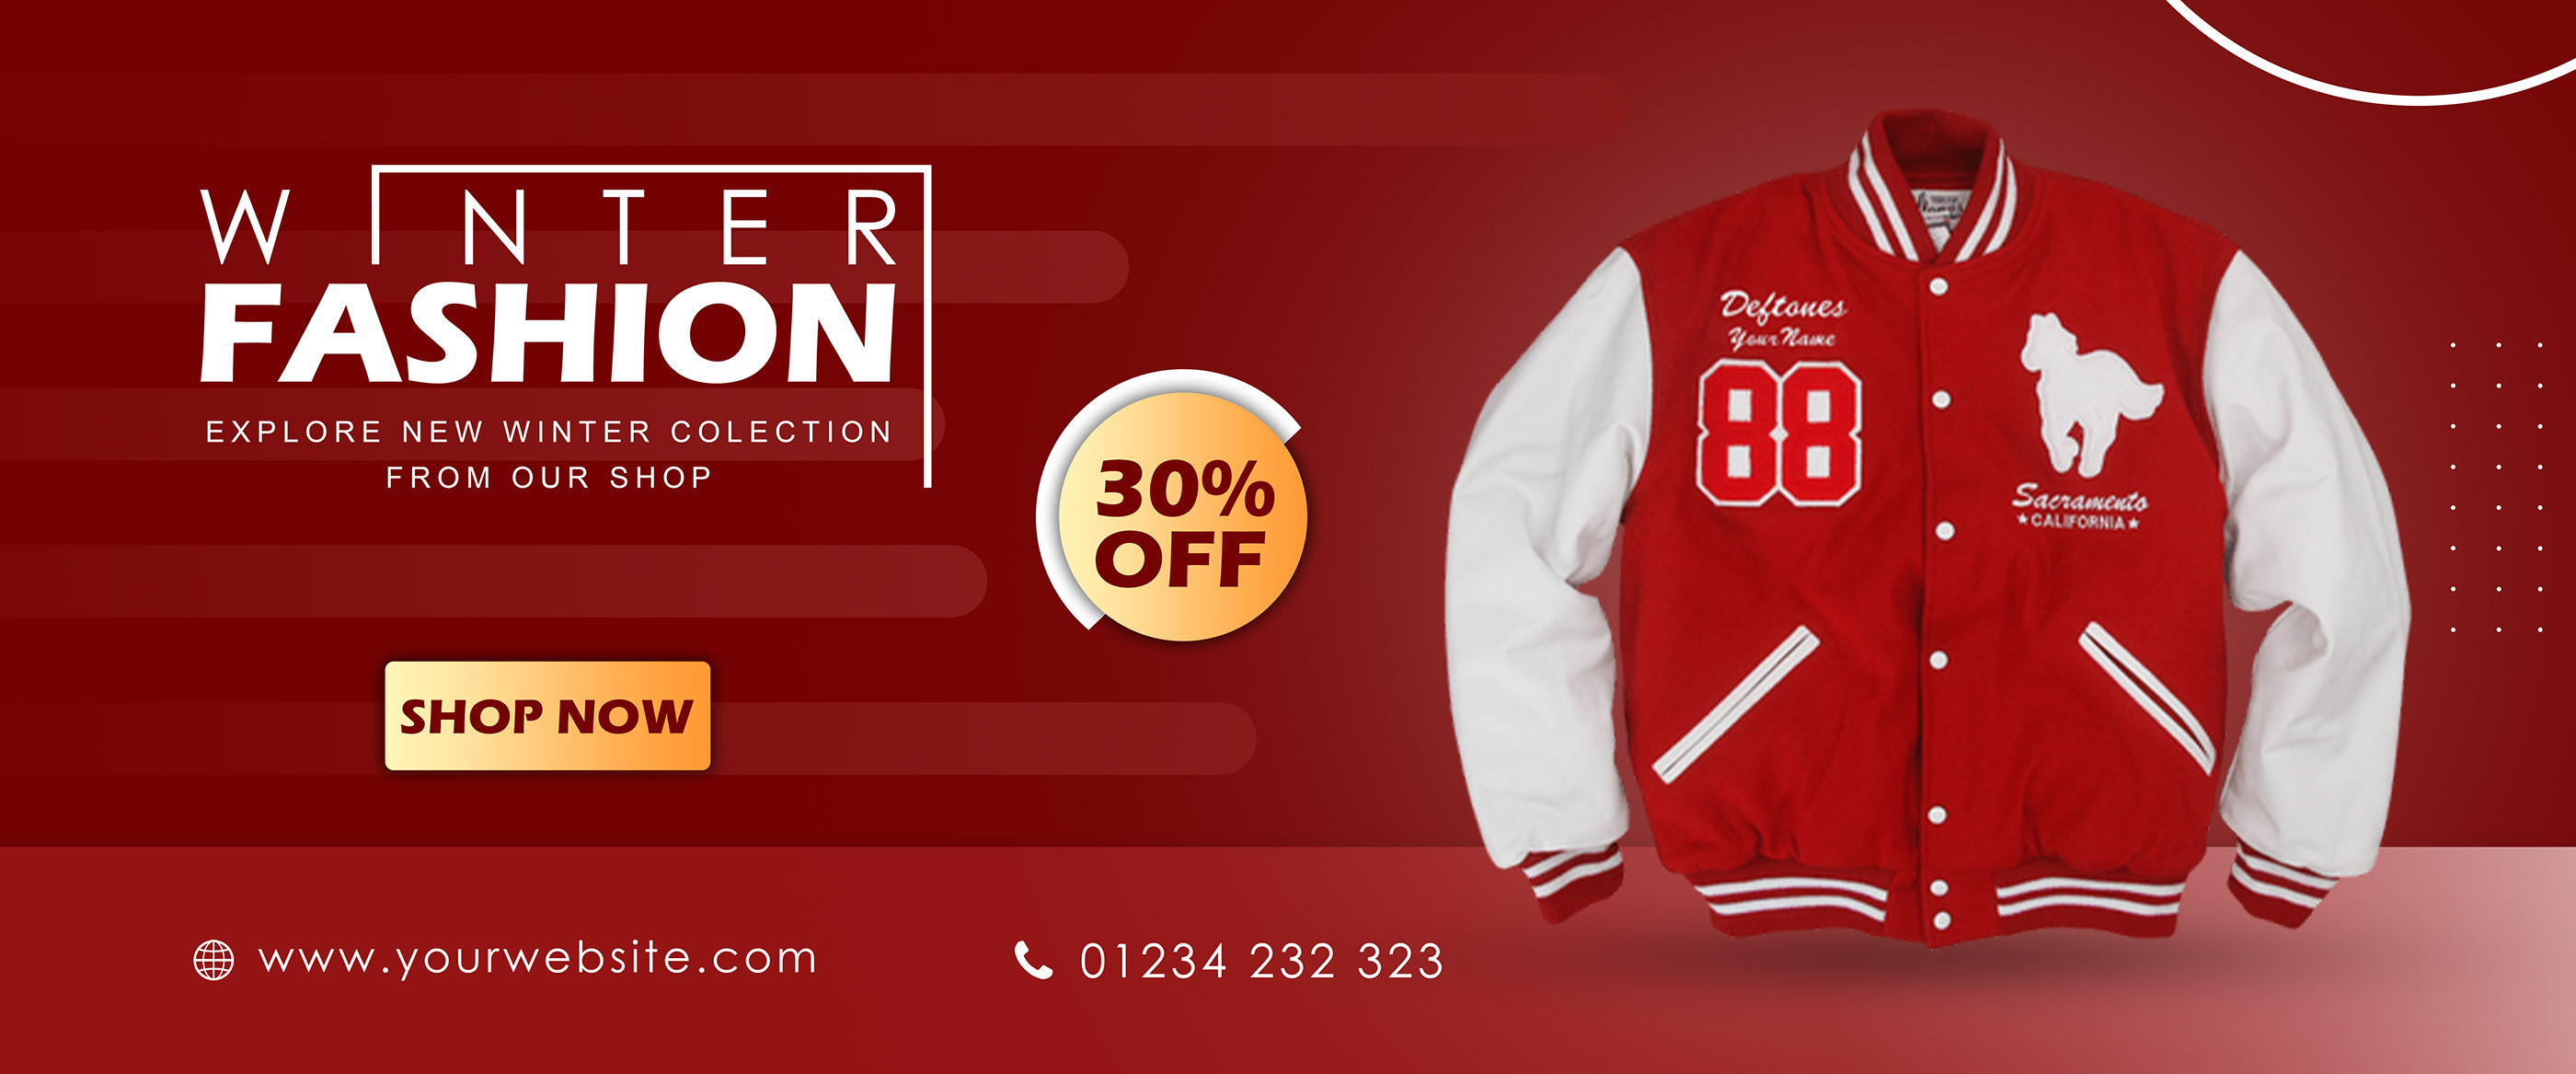 WINTER
FASHION
EXPLORE NEW WINTER COLECTION
FROM OUR SHOP
30%
OFF
SHOP NOW
Deftones
Your Name
88
Sacramento
★CALIFORNIA★
www.yourwebsite.com
01234 232 323